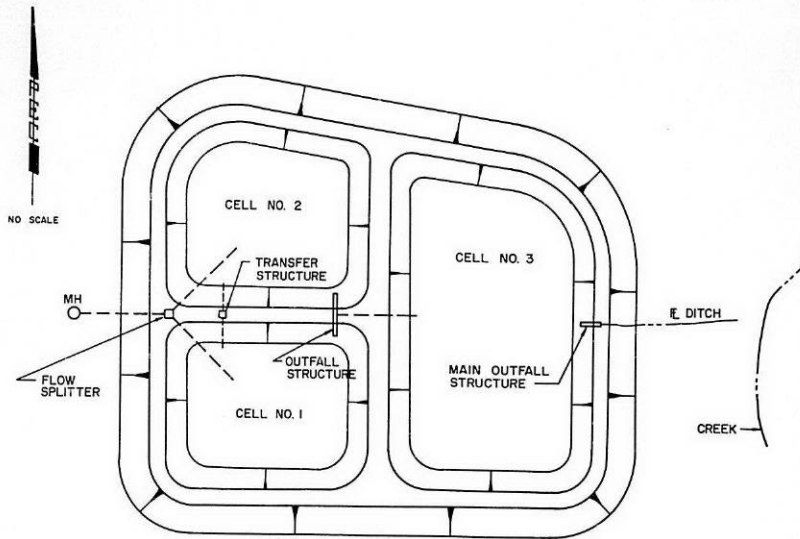 NO SCALE
CELL NO. 2
TRANSFER
STRUCTURE
CELL NO. 3
MH
℄ DITCH
FLOW
SPLITTER
OUTFALL
STRUCTURE
MAIN OUTFALL
STRUCTURE
CELL NO. 1
CREEK